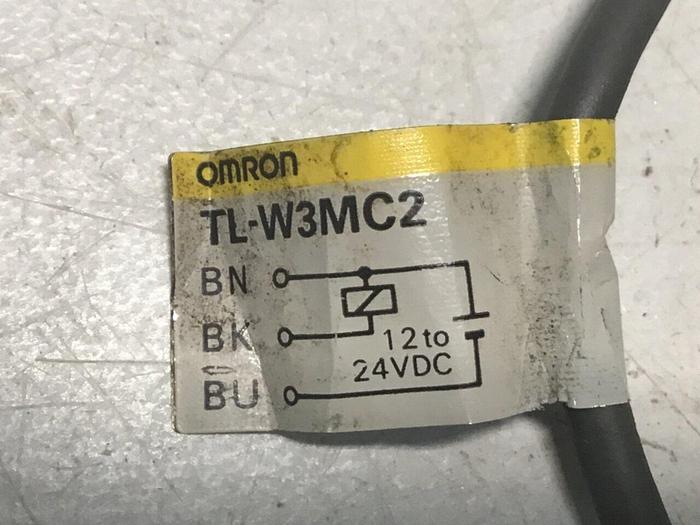 OMRON
TL-W3MC2
BN
BK
12 to
24VDC
BU